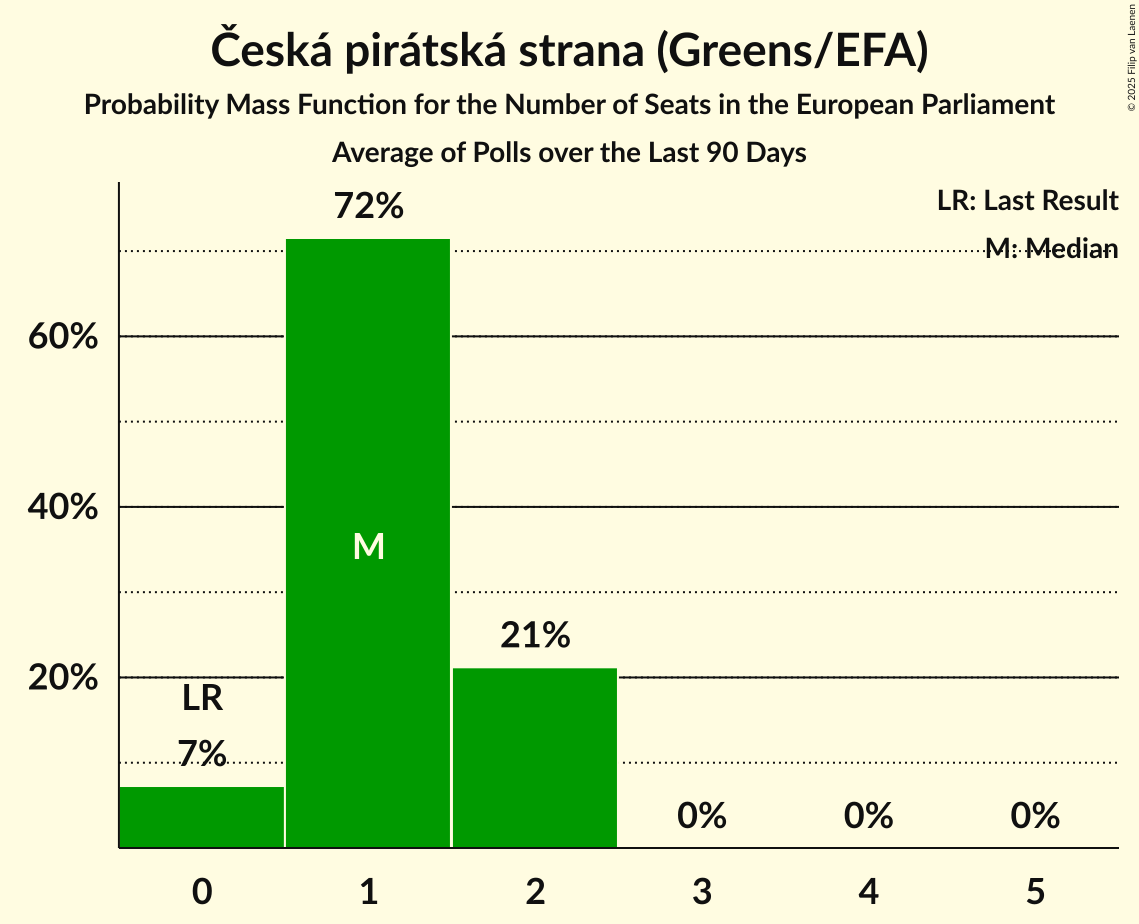 Česká pirátská strana (Greens/EFA)
Probability Mass Function for the Number of Seats in the European Parliament
Average of Polls over the Last 90 Days
© 2025 Filip van Laenen
LR: Last Result
M: Median
72%
60%
40%
M
21%
20%
LR
7%
0%
0%
0%
0
1
2
3
4
5